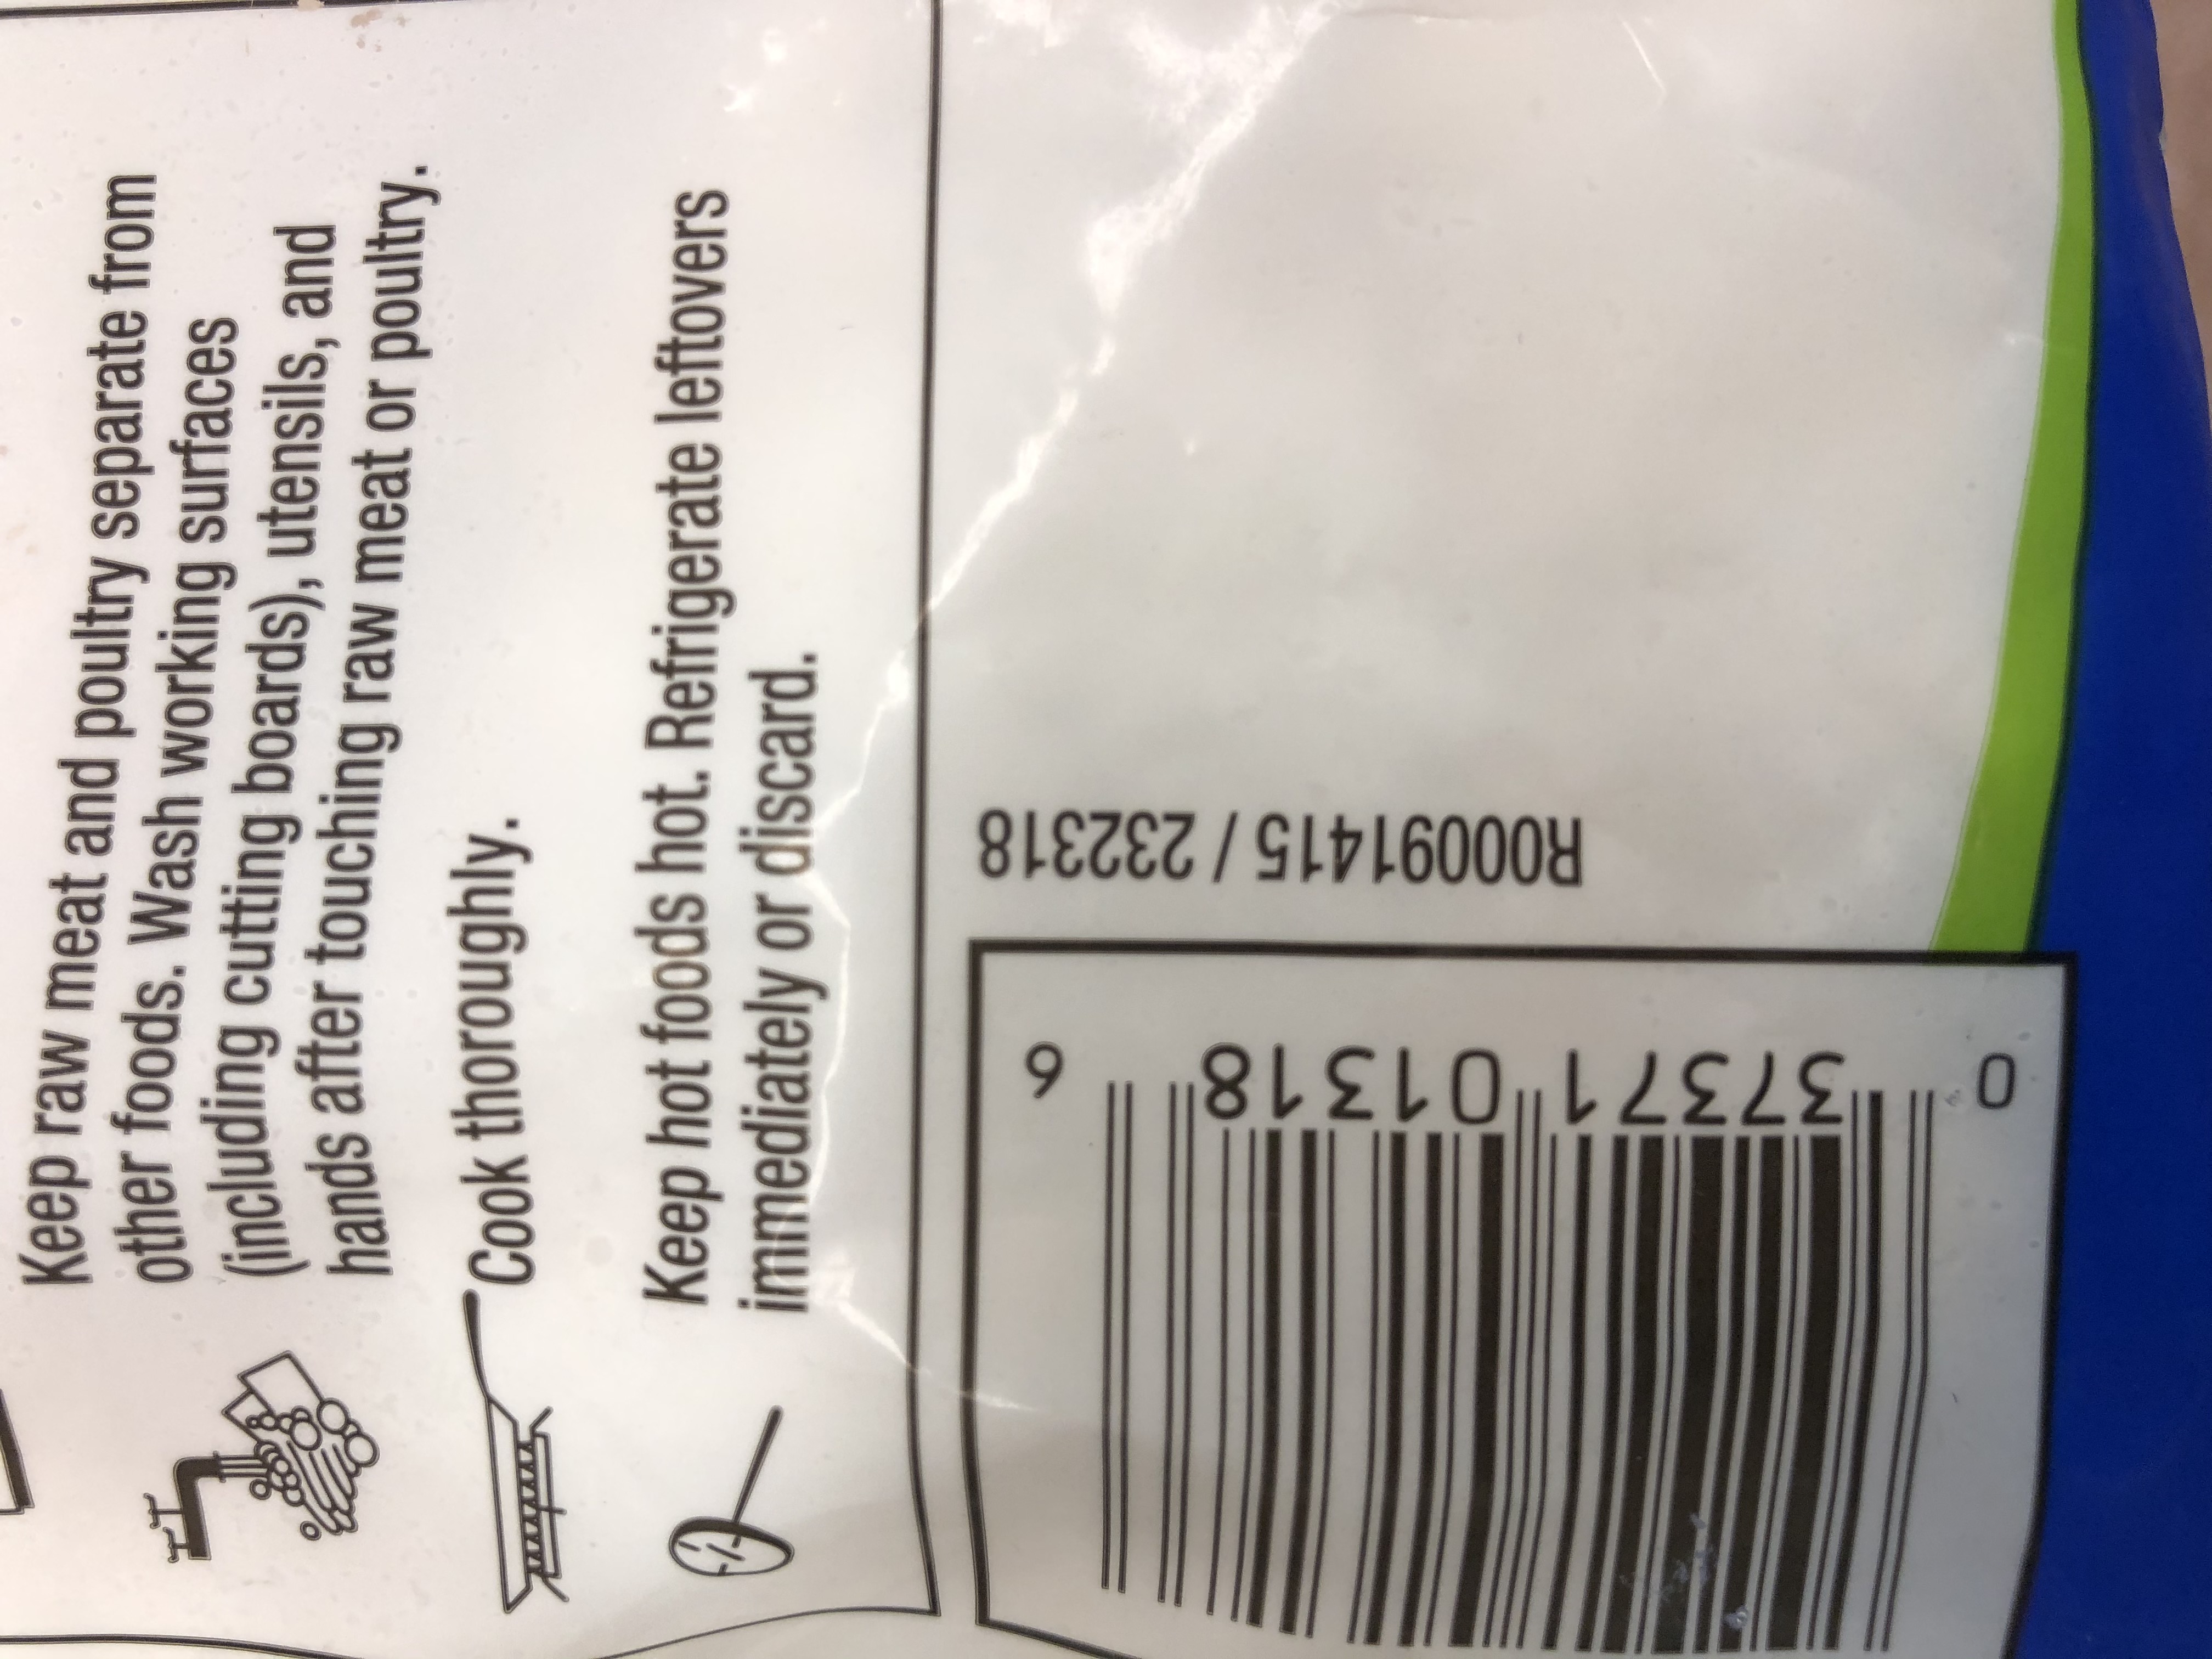 Keep raw meat and poultry separate from
other foods. Wash working surfaces
(including cutting boards), utensils, and
hands after touching raw meat or poultry.
Cook thoroughly.
Keep hot foods hot. Refrigerate leftovers
immediately or discard.
R00091415 / 232318
0 37371 01318 6